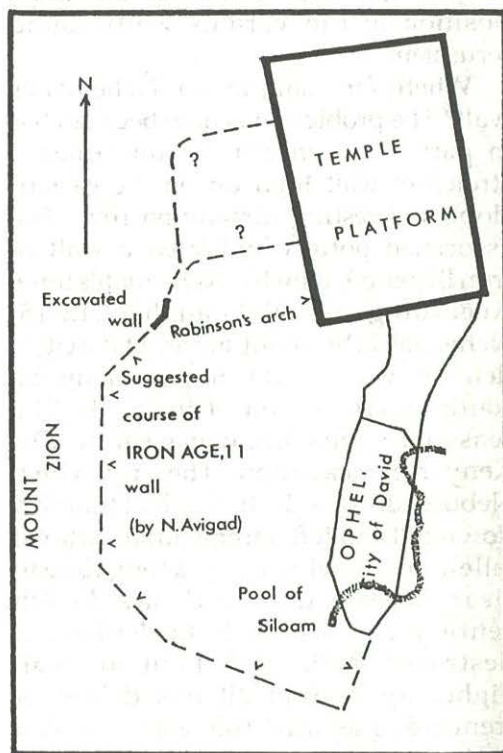 N
TEMPLE
PLATFORM
?
?
Excavated
wall
Robinson's arch
Suggested
course of
IRON AGE,11
wall
(by N.Avigad)
MOUNT ZION
OPHEL,
ity of David
Pool of
Siloam